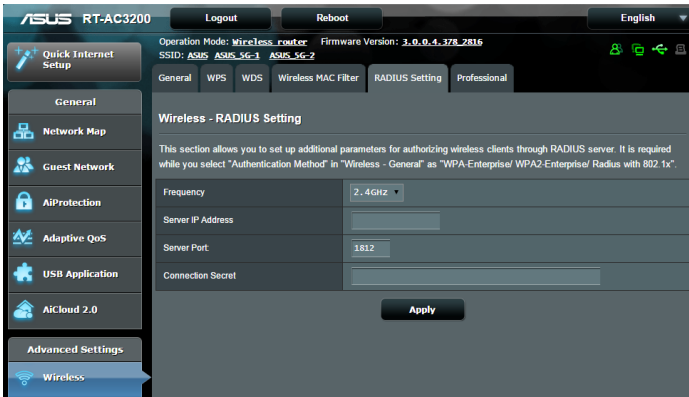 ASUS RT-AC3200 Logout Reboot English
Quick Internet Setup
Operation Mode: Wireless router Firmware Version: 3.0.0.4.378_2816
SSID: ASUS ASUS_5G-1 ASUS_5G-2
General WPS WDS Wireless MAC Filter RADIUS Setting Professional
General
Network Map
Guest Network
AiProtection
Adaptive QoS
USB Application
AiCloud 2.0
Advanced Settings
Wireless
Wireless - RADIUS Setting
This section allows you to set up additional parameters for authorizing wireless clients through RADIUS server. It is required
while you select "Authentication Method" in "Wireless - General" as "WPA-Enterprise/ WPA2-Enterprise/ Radius with 802.1x".
Frequency 2.4GHz
Server IP Address
Server Port: 1812
Connection Secret
Apply